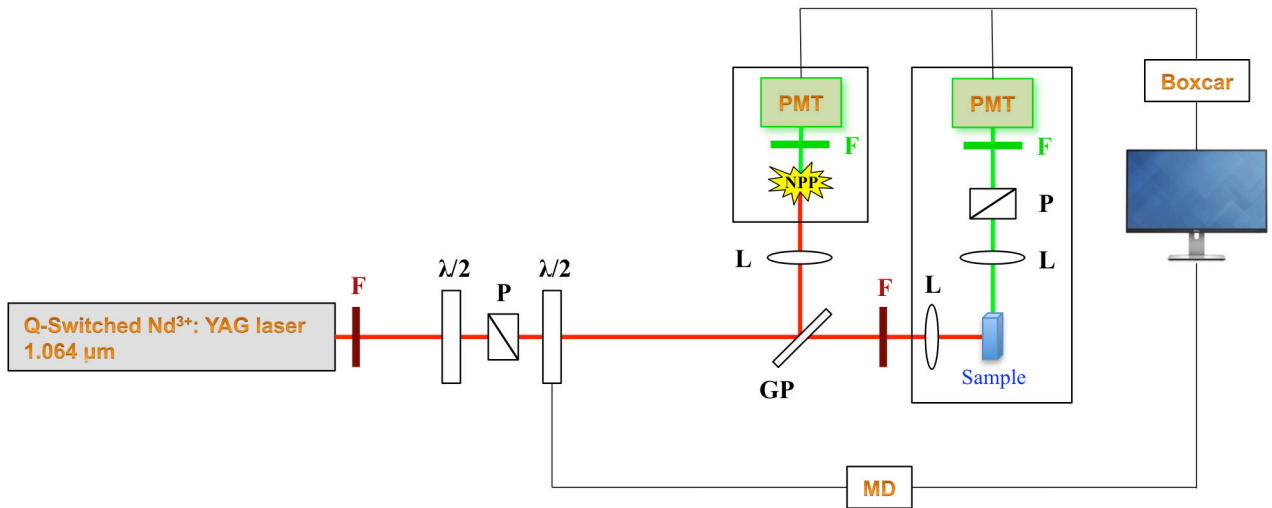 PMT
PMT
Boxcar
F
F
NPP
P
L
L
λ/2
λ/2
F
P
F
L
Q-Switched Nd³⁺: YAG laser
1.064 μm
GP
Sample
MD